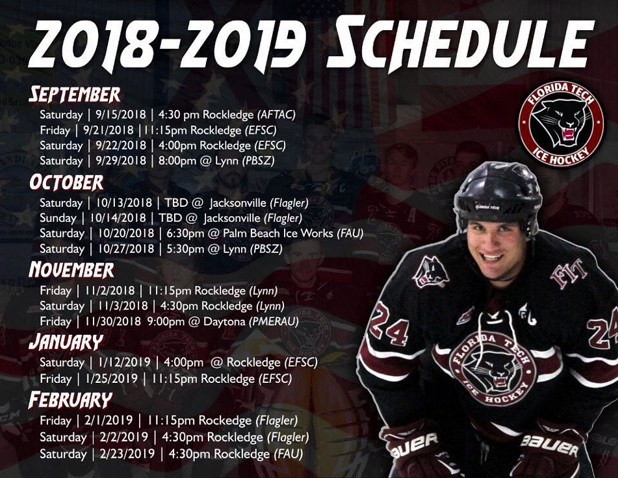 2018-2019 SCHEDULE
SEPTEMBER
Saturday | 9/15/2018 | 4:30 pm Rockledge (AFTAC)
Friday | 9/21/2018 |11:15pm Rockledge (EFSC)
Saturday | 9/22/2018 | 4:00pm Rockledge (EFSC)
Saturday | 9/29/2018 | 8:00pm @ Lynn (PBSZ)
OCTOBER
Saturday | 10/13/2018 | TBD @ Jacksonville (Flagler)
Sunday | 10/14/2018 | TBD @ Jacksonville (Flagler)
Saturday | 10/20/2018 | 6:30pm @ Palm Beach Ice Works (FAU)
Saturday | 10/27/2018 | 5:30pm @ Lynn (PBSZ)
NOVEMBER
Friday | 11/2/2018 | 11:15pm Rockledge (Lynn)
Saturday | 11/3/2018 | 4:30pm Rockledge (Lynn)
Friday | 11/30/2018 9:00pm @ Daytona (PMERAU)
JANUARY
Saturday | 1/12/2019 | 4:00pm @ Rockledge (EFSC)
Friday | 1/25/2019 | 11:15pm Rockledge (EFSC)
FEBRUARY
Friday | 2/1/2019 | 11:15pm Rockedge (Flagler)
Saturday | 2/2/2019 | 4:30pm Rockledge (Flagler)
Saturday | 2/23/2019 | 4:30pm Rockledge (FAU)
FLORIDA TECH
ICE HOCKEY
FIT
24
24
FLORIDA TECH
ICE HOCKEY
BAUER
BAUER